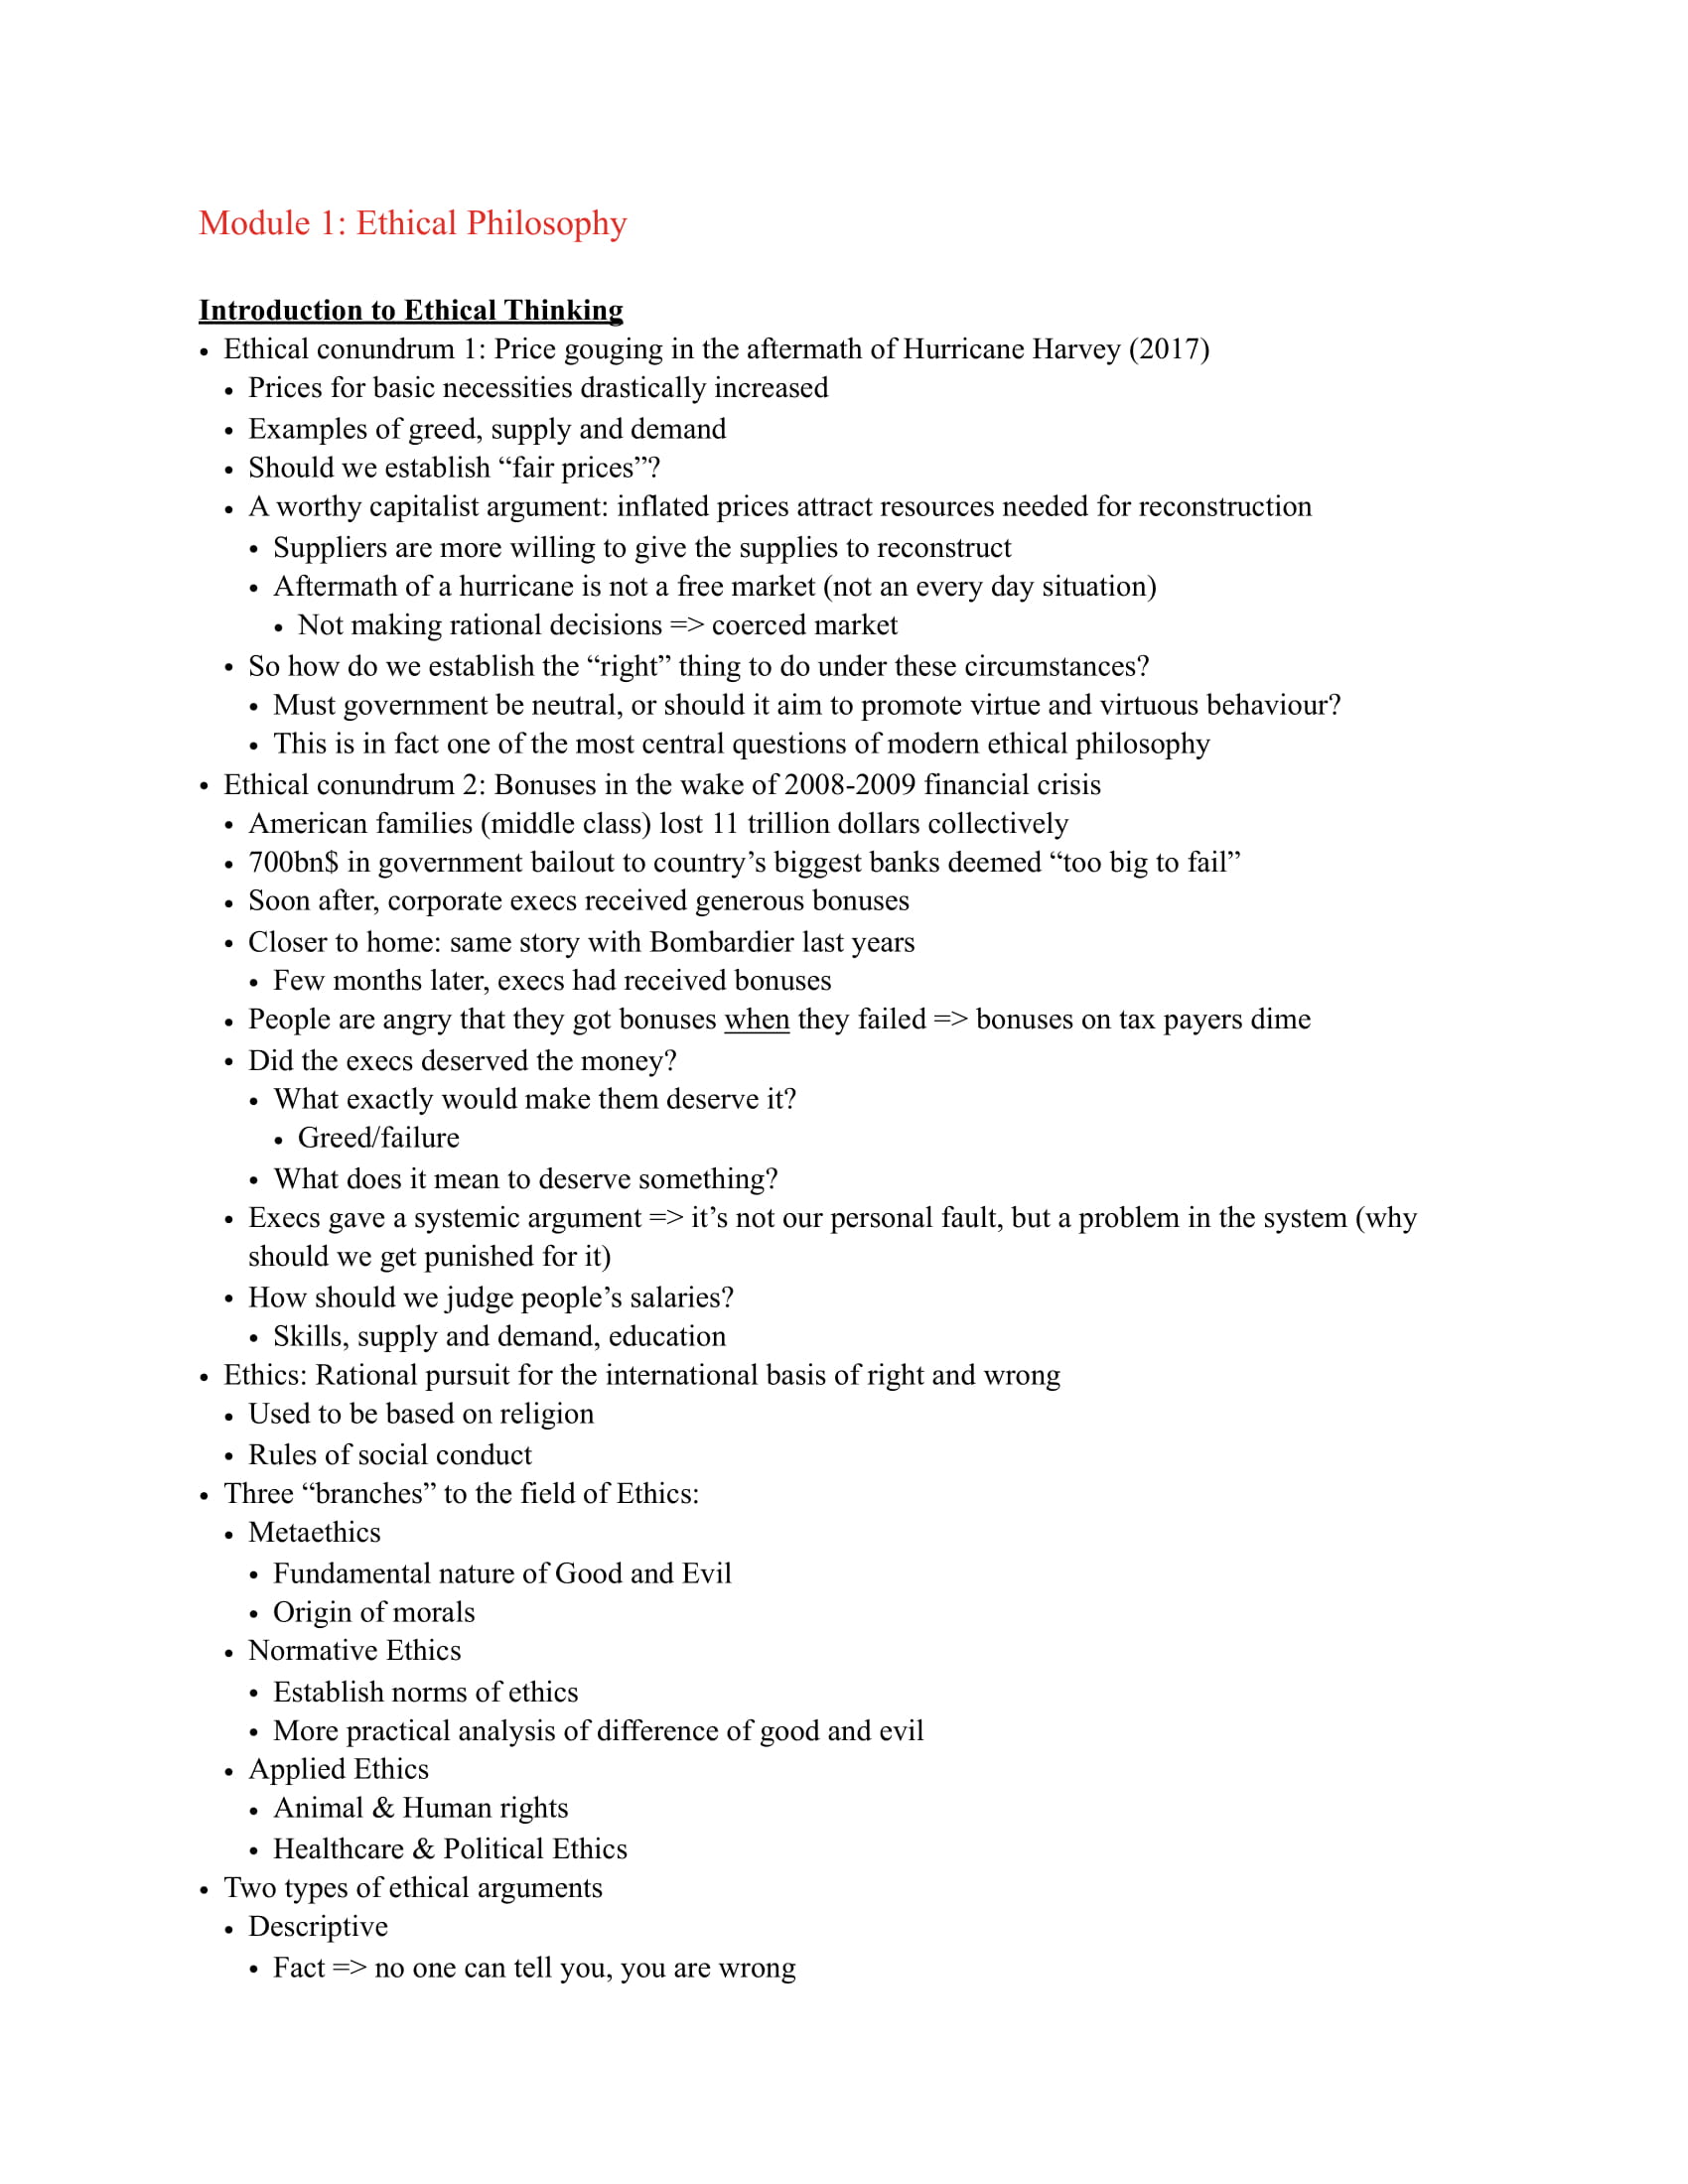 Module 1: Ethical Philosophy
Introduction to Ethical Thinking
• Ethical conundrum 1: Price gouging in the aftermath of Hurricane Harvey (2017)
• Prices for basic necessities drastically increased
• Examples of greed, supply and demand
• Should we establish “fair prices”?
• A worthy capitalist argument: inflated prices attract resources needed for reconstruction
• Suppliers are more willing to give the supplies to reconstruct
• Aftermath of a hurricane is not a free market (not an every day situation)
• Not making rational decisions => coerced market
• So how do we establish the “right” thing to do under these circumstances?
• Must government be neutral, or should it aim to promote virtue and virtuous behaviour?
• This is in fact one of the most central questions of modern ethical philosophy
• Ethical conundrum 2: Bonuses in the wake of 2008-2009 financial crisis
• American families (middle class) lost 11 trillion dollars collectively
• 700bn$ in government bailout to country’s biggest banks deemed “too big to fail”
• Soon after, corporate execs received generous bonuses
• Closer to home: same story with Bombardier last years
• Few months later, execs had received bonuses
• People are angry that they got bonuses when they failed => bonuses on tax payers dime
• Did the execs deserved the money?
• What exactly would make them deserve it?
• Greed/failure
• What does it mean to deserve something?
• Execs gave a systemic argument => it’s not our personal fault, but a problem in the system (why
should we get punished for it)
• How should we judge people’s salaries?
• Skills, supply and demand, education
• Ethics: Rational pursuit for the international basis of right and wrong
• Used to be based on religion
• Rules of social conduct
• Three “branches” to the field of Ethics:
• Metaethics
• Fundamental nature of Good and Evil
• Origin of morals
• Normative Ethics
• Establish norms of ethics
• More practical analysis of difference of good and evil
• Applied Ethics
• Animal & Human rights
• Healthcare & Political Ethics
• Two types of ethical arguments
• Descriptive
• Fact => no one can tell you, you are wrong